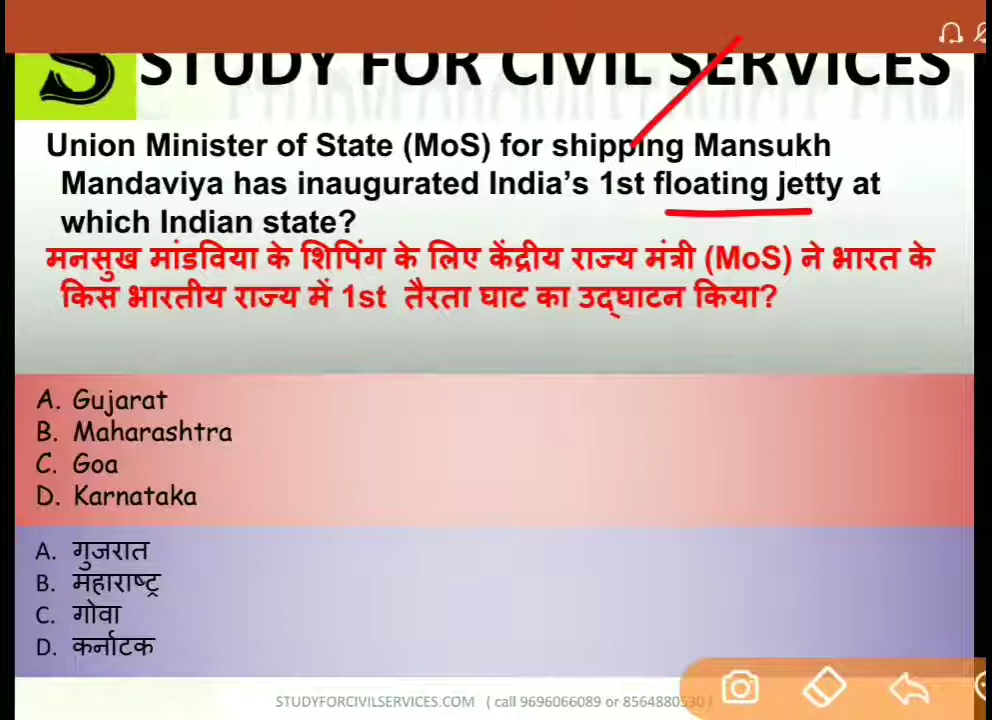 S STUDY FOR CIVIL SERVICES
Union Minister of State (MoS) for shipping Mansukh
Mandaviya has inaugurated India's 1st floating jetty at
which Indian state?
मनसुख मांडविया के शिपिंग के लिए केंद्रीय राज्य मंत्री (MoS) ने भारत के
किस भारतीय राज्य में 1st तैरता घाट का उद्घाटन किया?
A. Gujarat
B. Maharashtra
C. Goa
D. Karnataka
A. गुजरात
B. महाराष्ट्र
C. गोवा
D. कर्नाटक
STUDYFORCIVILSERVICES.COM ( call 9696066089 or 8564880530 )